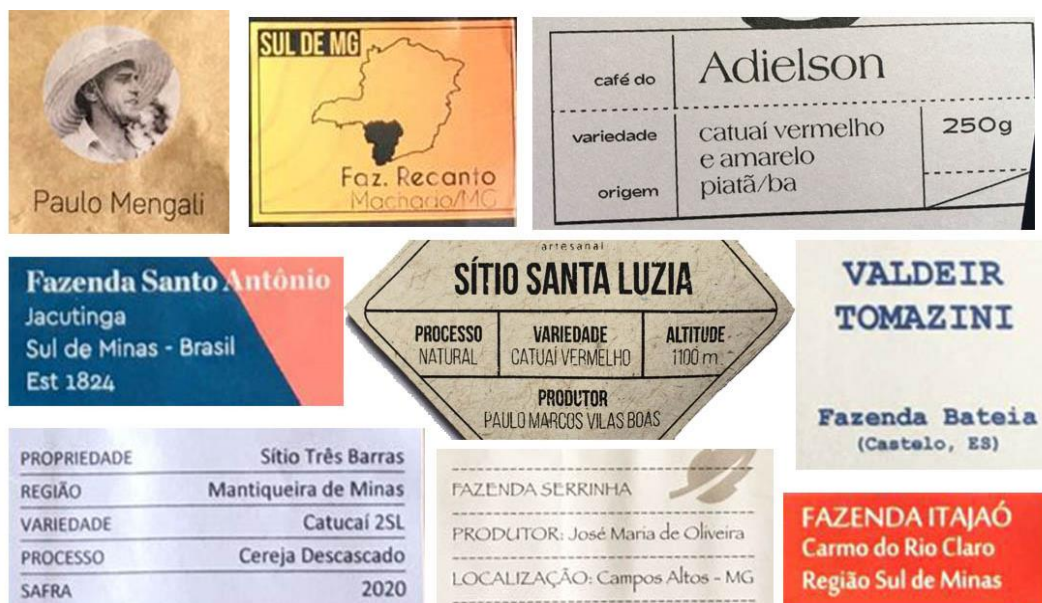 Paulo Mengali
SUL DE MG
Faz. Recanto
Machado/MG
café do Adielson
variedade catuaí vermelho 250g
e amarelo
origem piatã/ba
Fazenda Santo Antônio
Jacutinga
Sul de Minas - Brasil
Est 1824
artesanal
SÍTIO SANTA LUZIA
PROCESSO VARIEDADE ALTITUDE
NATURAL CATUAÍ VERMELHO 1100 m
PRODUTOR
PAULO MARCOS VILAS BOAS
VALDEIR
TOMAZINI
Fazenda Bateia
(Castelo, ES)
PROPRIEDADE Sítio Três Barras
REGIÃO Mantiqueira de Minas
VARIEDADE Catucaí 2SL
PROCESSO Cereja Descascado
SAFRA 2020
FAZENDA SERRINHA
PRODUTOR: José Maria de Oliveira
LOCALIZAÇÃO: Campos Altos - MG
FAZENDA ITAJAÓ
Carmo do Rio Claro
Região Sul de Minas